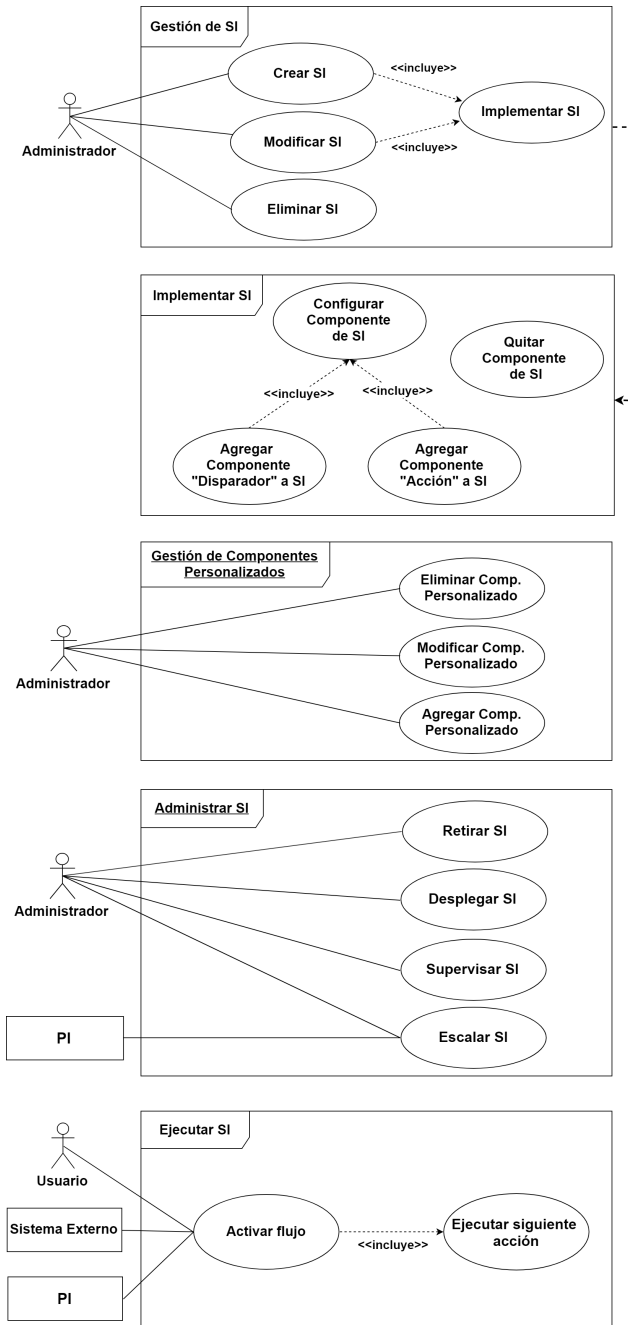 Gestión de SI
Crear SI
<<incluye>>
Implementar SI
Administrador
Modificar SI
<<incluye>>
Eliminar SI
Implementar SI
Configurar
Componente
de SI
Quitar
Componente
de SI
<<incluye>>
<<incluye>>
Agregar
Componente
"Disparador" a SI
Agregar
Componente
"Acción" a SI
Gestión de Componentes
Personalizados
Eliminar Comp.
Personalizado
Administrador
Modificar Comp.
Personalizado
Agregar Comp.
Personalizado
Administrar SI
Retirar SI
Administrador
Desplegar SI
Supervisar SI
PI
Escalar SI
Ejecutar SI
Usuario
Sistema Externo
Activar flujo
<<incluye>>
Ejecutar siguiente
acción
PI